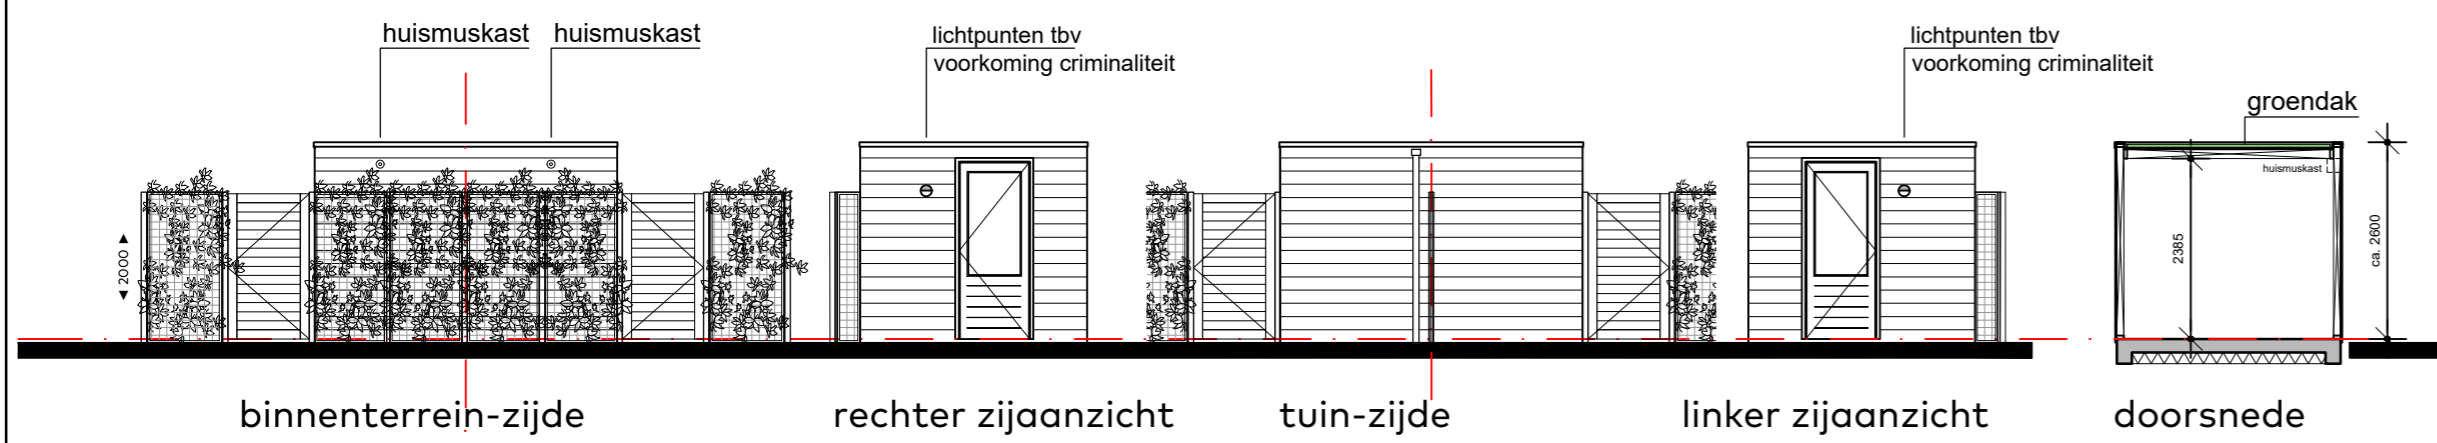 huismuskast
huismuskast
lichtpunten tbv
voorkoming criminaliteit
lichtpunten tbv
voorkoming criminaliteit
groendak
huismuskast
◄ 2000 ►
2385
ca. 2600
binnenterrein-zijde
rechter zijaanzicht
tuin-zijde
linker zijaanzicht
doorsnede